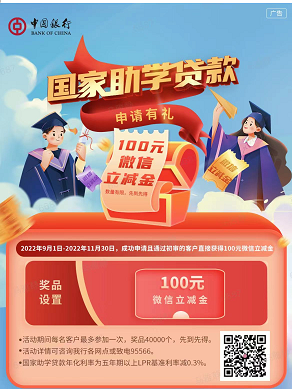 广告
中国银行
BANK OF CHINA
国家助学贷款
申请有礼
100元
微信
立减金
数量有限,先到先得
2022年9月1日-2022年11月30日,成功申请且通过初审的客户直接获得100元微信立减金
奖品
设置
100元
微信立减金
●活动期间每名客户最多参加一次,奖品40000个,先到先得。
●活动详情可咨询我行各网点或致电95566。
●国家助学贷款年化利率为五年期以上LPR基准利率减0.3%。